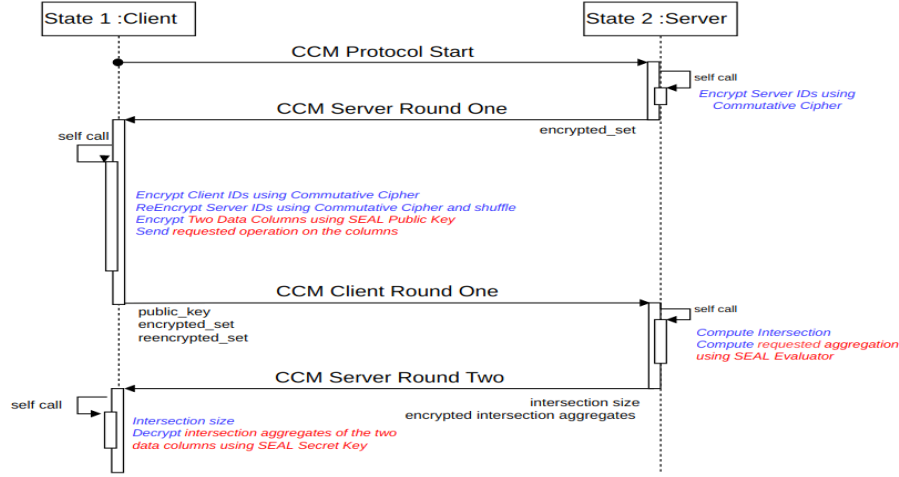 State 1 :Client
State 2 :Server
CCM Protocol Start
self call
Encrypt Server IDs using
Commutative Cipher
CCM Server Round One
encrypted_set
self call
Encrypt Client IDs using Commutative Cipher
ReEncrypt Server IDs using Commutative Cipher and shuffle
Encrypt Two Data Columns using SEAL Public Key
Send requested operation on the columns
CCM Client Round One
public_key
encrypted_set
reencrypted_set
self call
Compute Intersection
Compute requested aggregation
using SEAL Evaluator
CCM Server Round Two
intersection size
encrypted intersection aggregates
self call
Intersection size
Decrypt intersection aggregates of the two
data columns using SEAL Secret Key